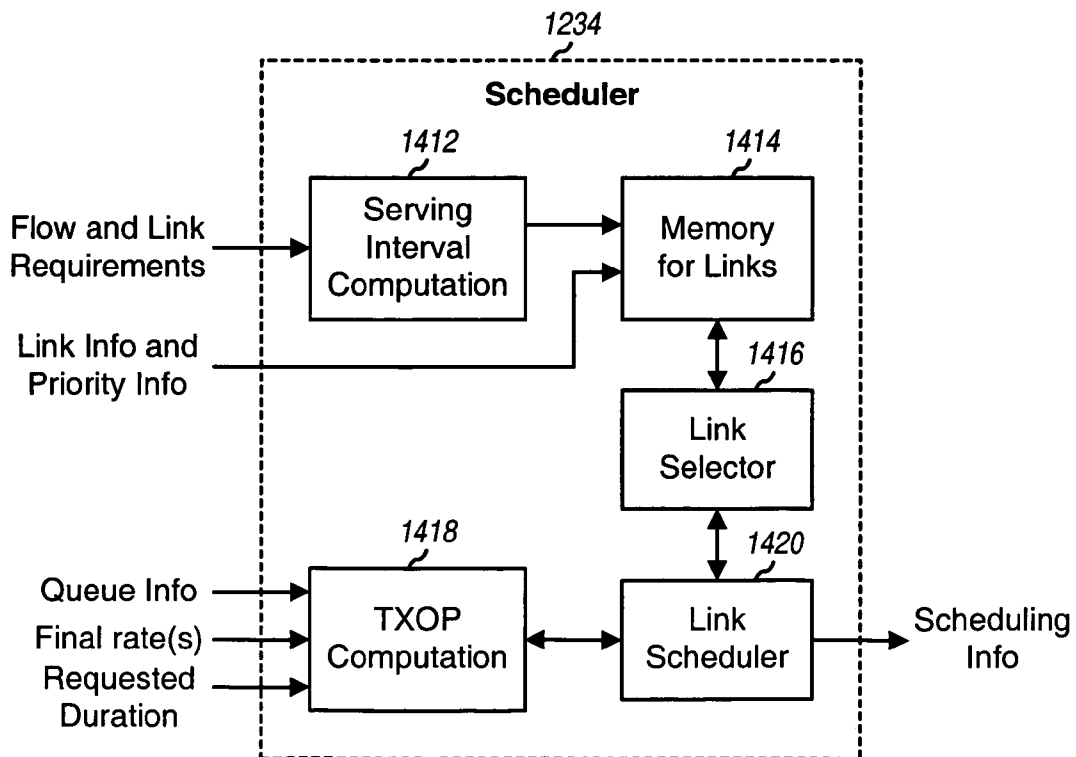 1234
Scheduler
1412
1414
Flow and Link
Requirements
Serving
Interval
Computation
Memory
for Links
Link Info and
Priority Info
1416
Link
Selector
1418
1420
Queue Info
Final rate(s)
Requested
Duration
TXOP
Computation
Link
Scheduler
Scheduling
Info